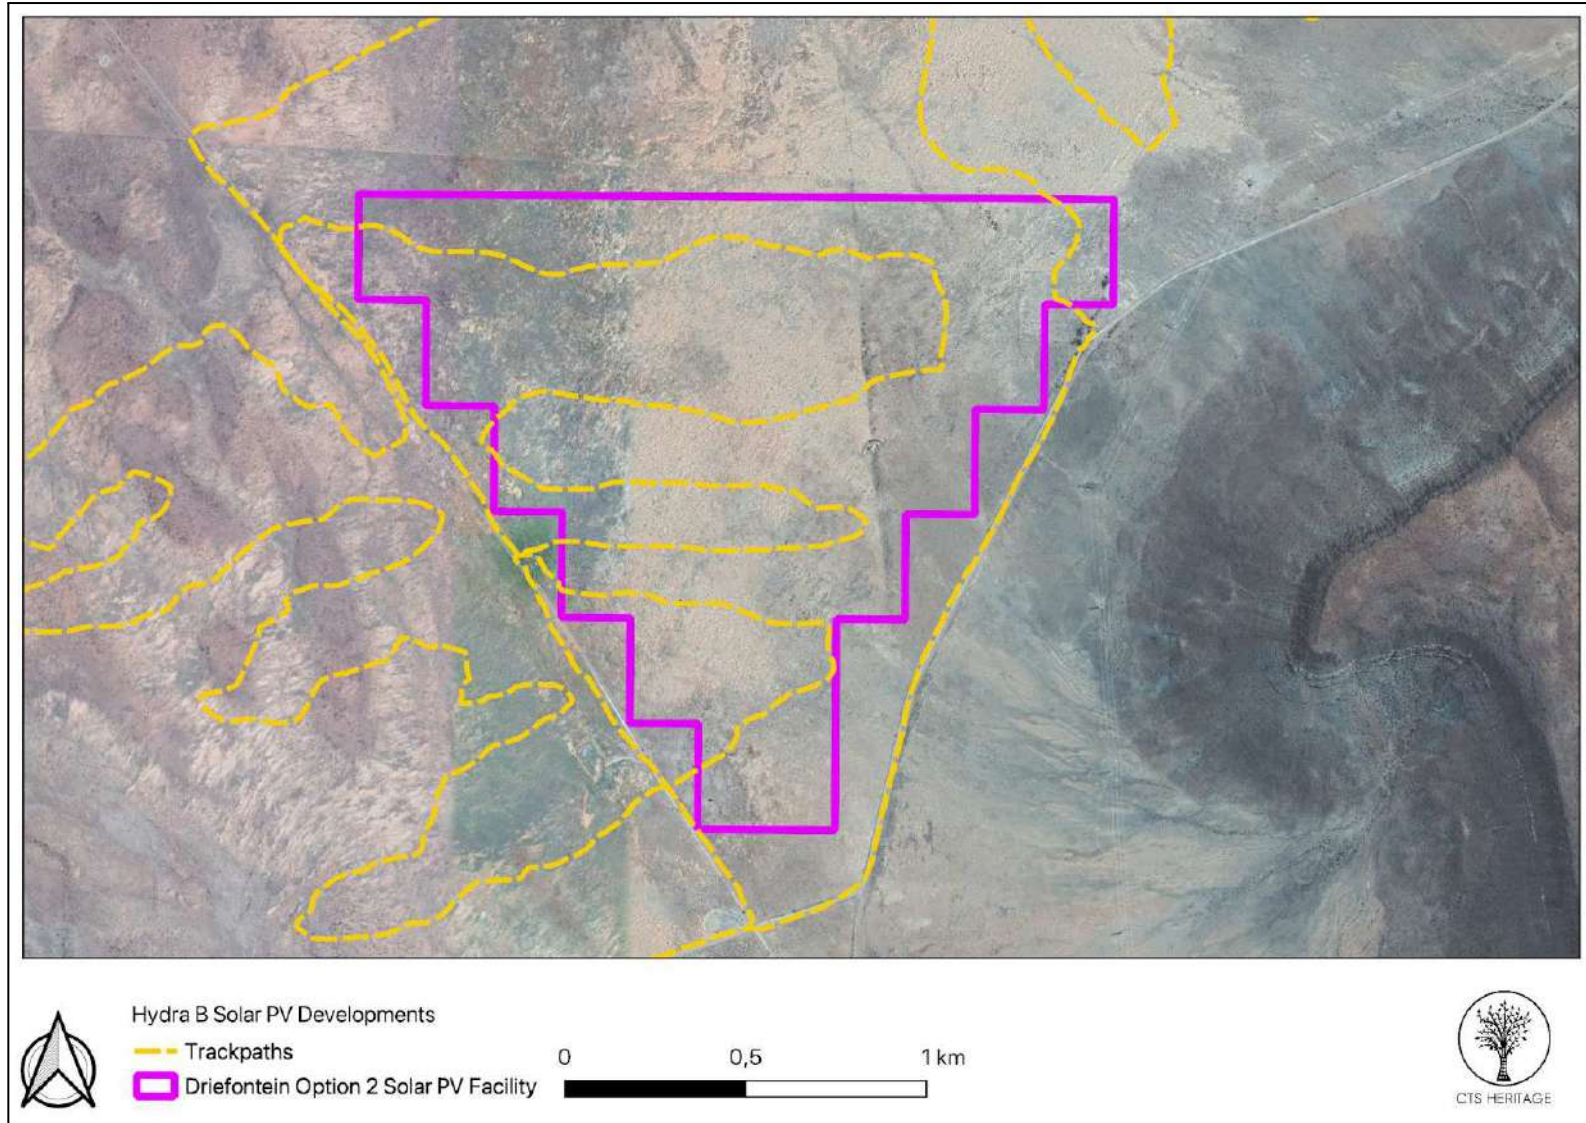 Hydra B Solar PV Developments
Trackpaths
Driefontein Option 2 Solar PV Facility
0 0,5 1 km
CTS HERITAGE